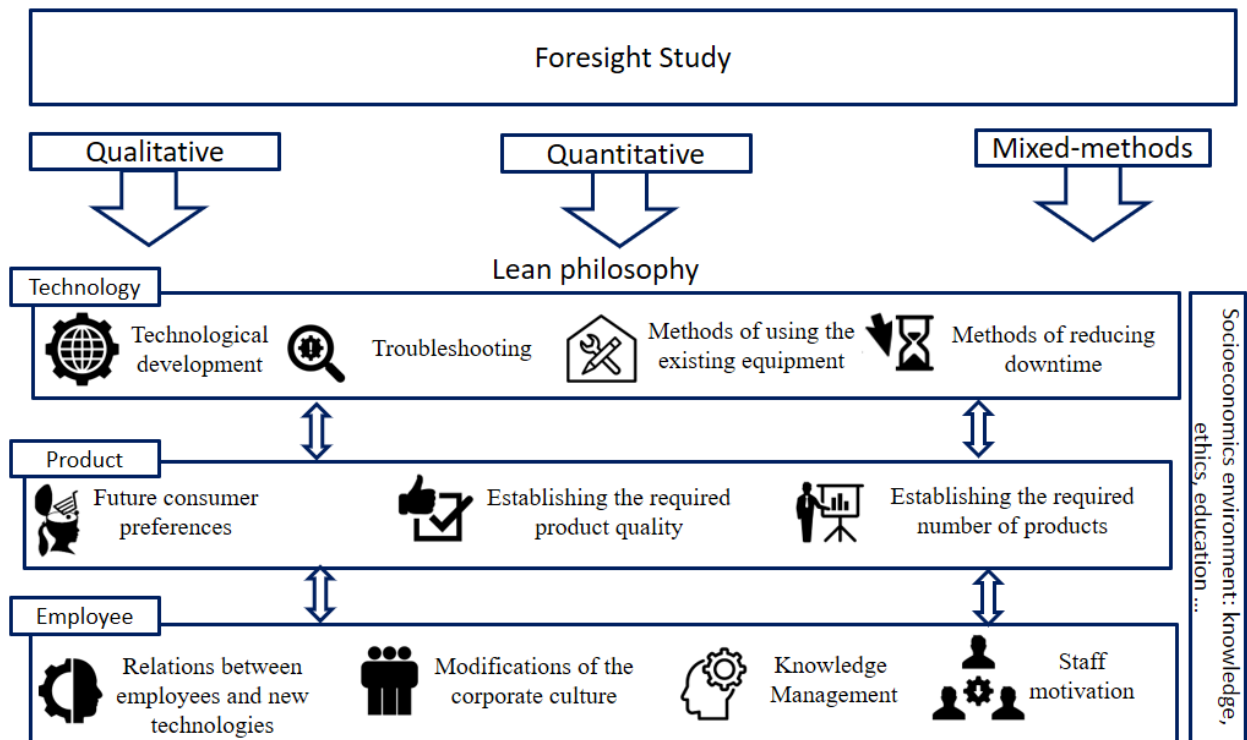 Foresight Study
Qualitative
Quantitative
Mixed-methods
Lean philosophy
Technology
Technological
development
Troubleshooting
Methods of using the
existing equipment
Methods of reducing
downtime
Product
Future consumer
preferences
Establishing the required
product quality
Establishing the required
number of products
Employee
Relations between
employees and new
technologies
Modifications of the
corporate culture
Knowledge
Management
Staff
motivation
Socioeconomics environment: knowledge,
ethics, education ...